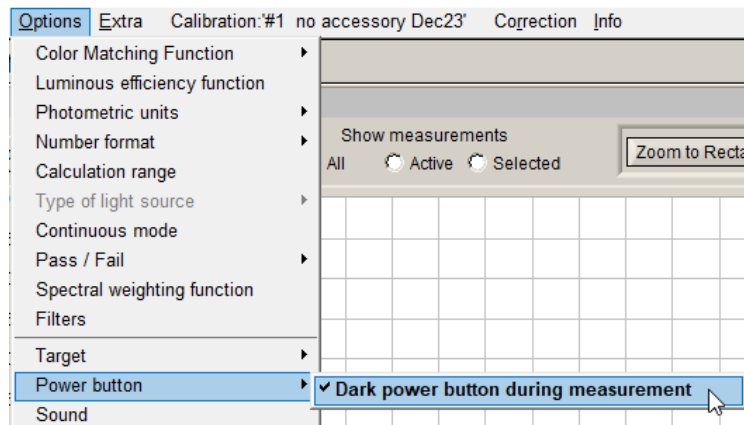 Options Extra Calibration:'#1 no accessory Dec23' Correction Info
Color Matching Function
Luminous efficiency function
Photometric units
Number format
Show measurements
Calculation range
All Active Selected
Zoom to Recta
Type of light source
Continuous mode
Pass / Fail
Spectral weighting function
Filters
Target
Power button
Dark power button during measurement
Sound